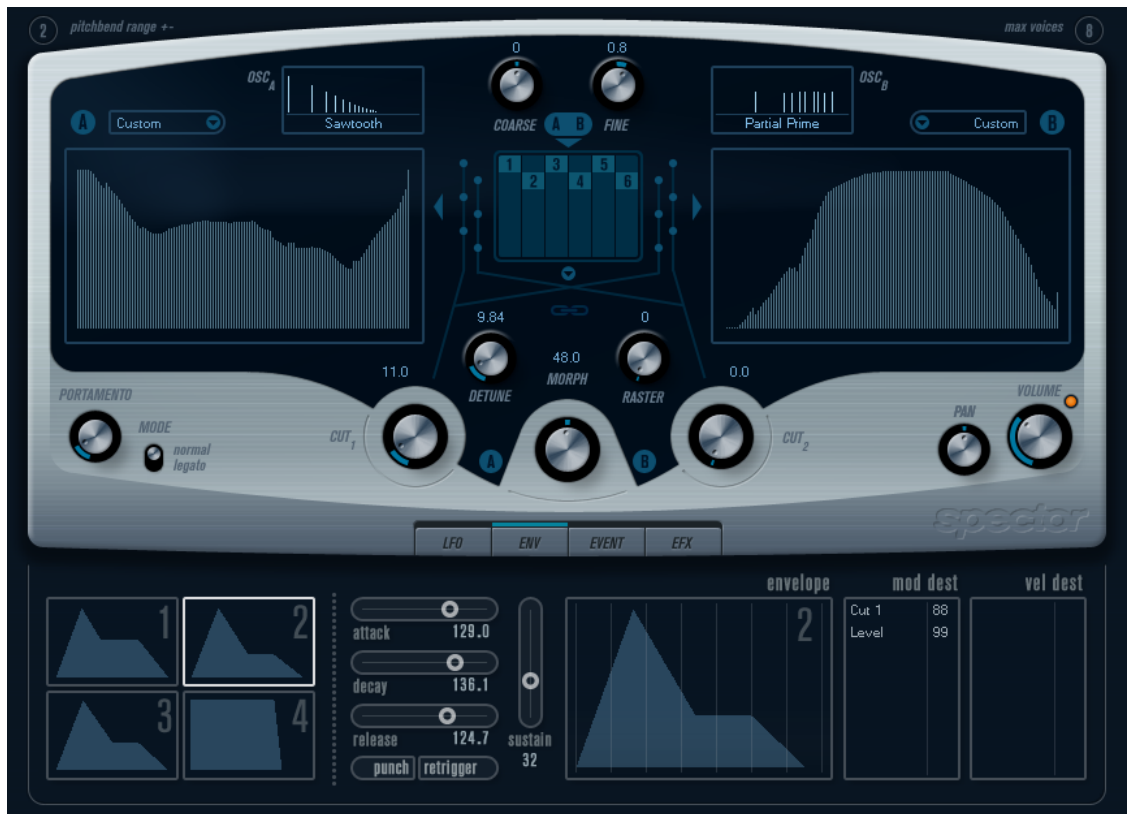 2 pitchbend range +- max voices 8
0 0.8
OSC A OSC B
A Custom Sawtooth COARSE A B FINE Partial Prime Custom B
1 3 5
2 4 6
9.84 0
48.0
11.0 MORPH 0.0
DETUNE RASTER
PORTAMENTO VOLUME
MODE PAN
normal CUT 1 CUT 2
legato A B
spector
LFO ENV EVENT EFX
envelope mod dest vel dest
1 2 2 Cut 1 88
attack 129.0 Level 99
decay 136.1
3 4
release 124.7 sustain
punch retrigger 32